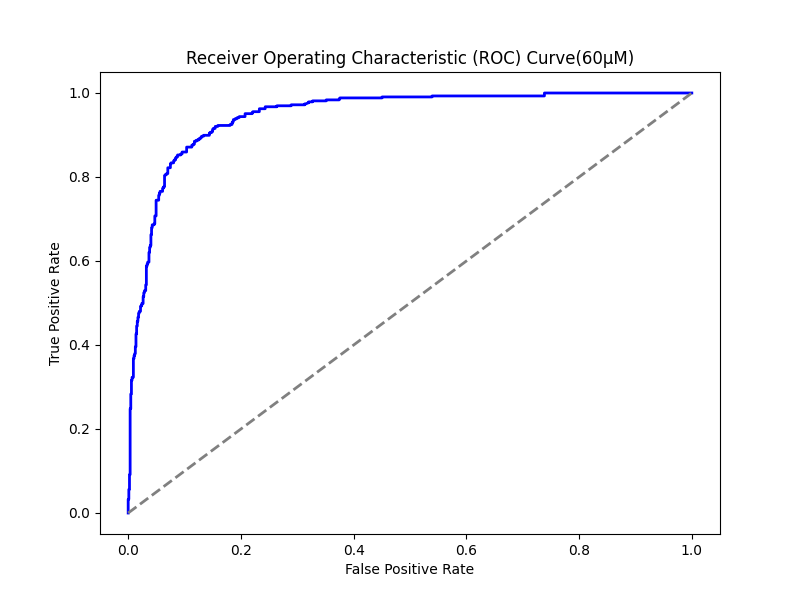 Receiver Operating Characteristic (ROC) Curve(60μM)
True Positive Rate
1.0
0.8
0.6
0.4
0.2
0.0
0.0 0.2 0.4 0.6 0.8 1.0
False Positive Rate